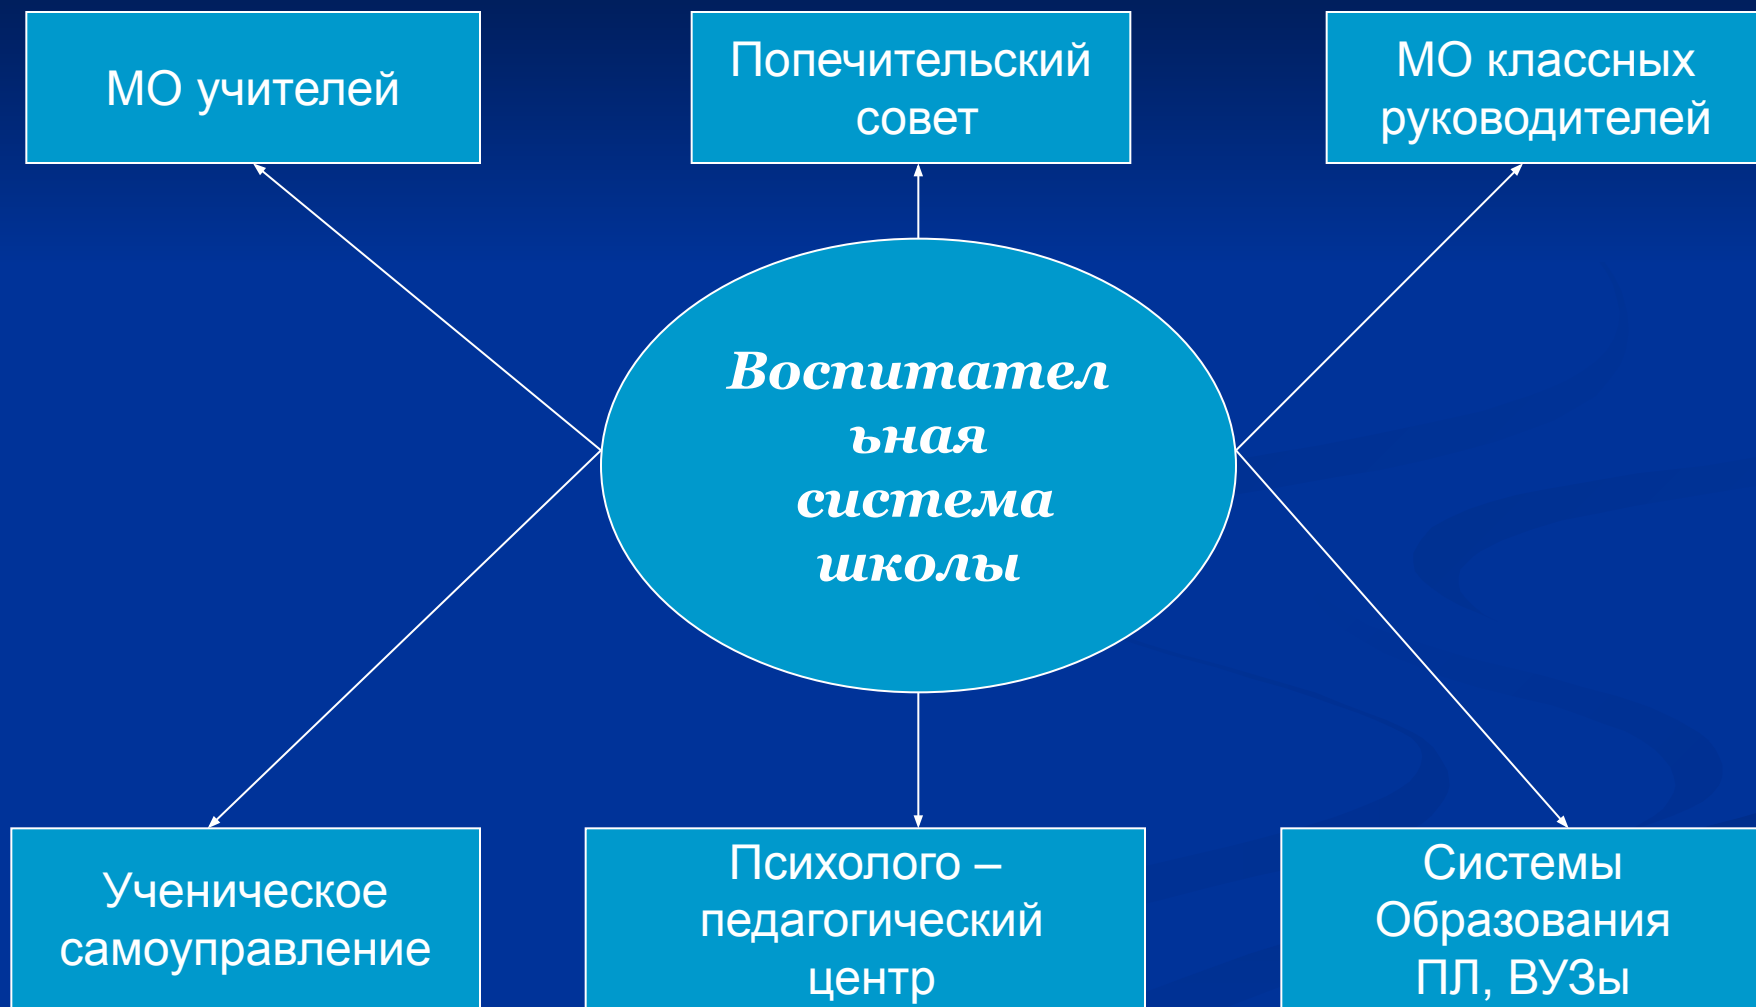 МО учителей
Попечительский
совет
МО классных
руководителей
Воспитател
ьная
система
школы
Ученическое
самоуправление
Психолого –
педагогический
центр
Системы
Образования
ПЛ, ВУЗы